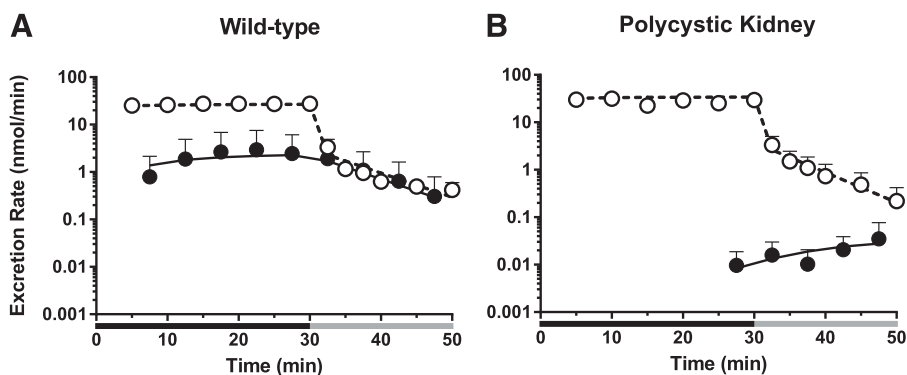 A
Wild-type
Excretion Rate (nmol/min)
100
10
1
0.1
0.01
0.001
0 10 20 30 40 50
Time (min)
B
Polycystic Kidney
100
10
1
0.1
0.01
0.001
0 10 20 30 40 50
Time (min)